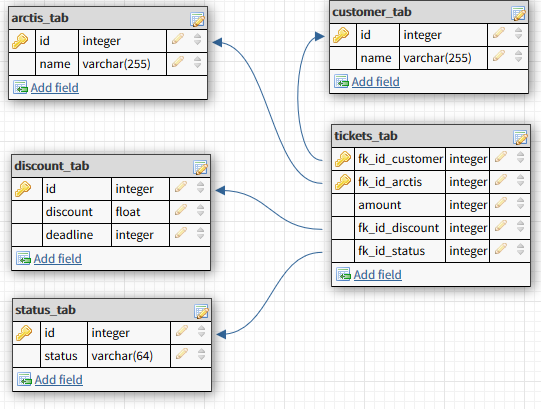 arctis_tab
id integer
name varchar(255)
Add field
customer_tab
id integer
name varchar(255)
Add field
discount_tab
id integer
discount float
deadline integer
Add field
tickets_tab
fk_id_customer integer
fk_id_arctis integer
amount integer
fk_id_discount integer
fk_id_status integer
Add field
status_tab
id integer
status varchar(64)
Add field